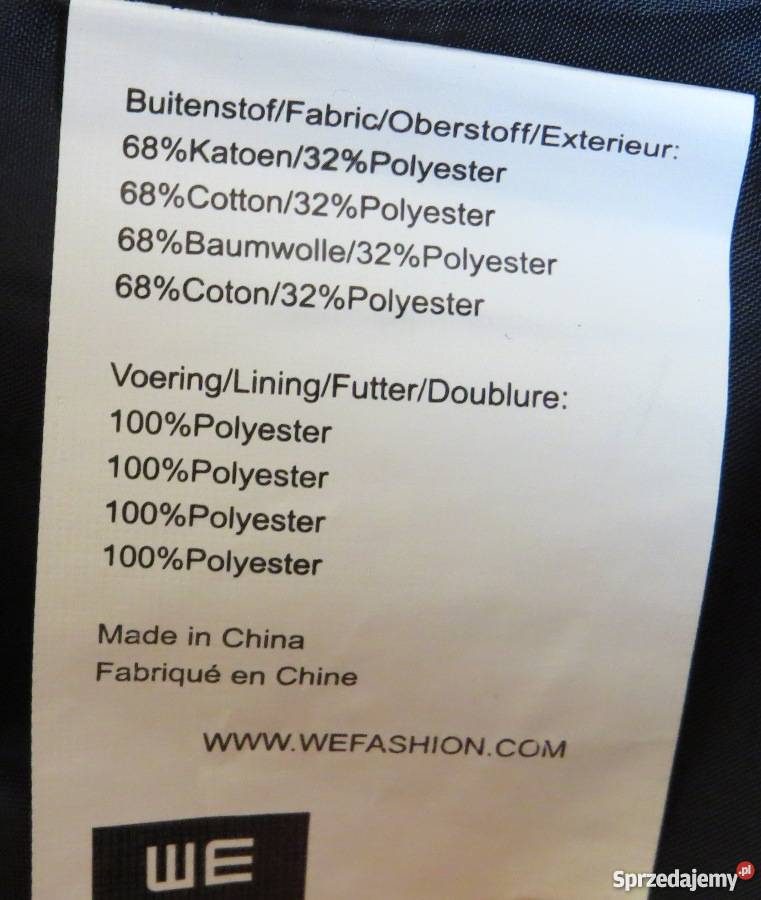 Buitenstof/Fabric/Oberstoff/Exterieur:
68%Katoen/32%Polyester
68%Cotton/32%Polyester
68%Baumwolle/32%Polyester
68%Coton/32%Polyester
Voering/Lining/Futter/Doublure:
100%Polyester
100%Polyester
100%Polyester
100%Polyester
Made in China
Fabriqué en Chine
WWW.WEFASHION.COM
WE
Sprzedajemy.pl